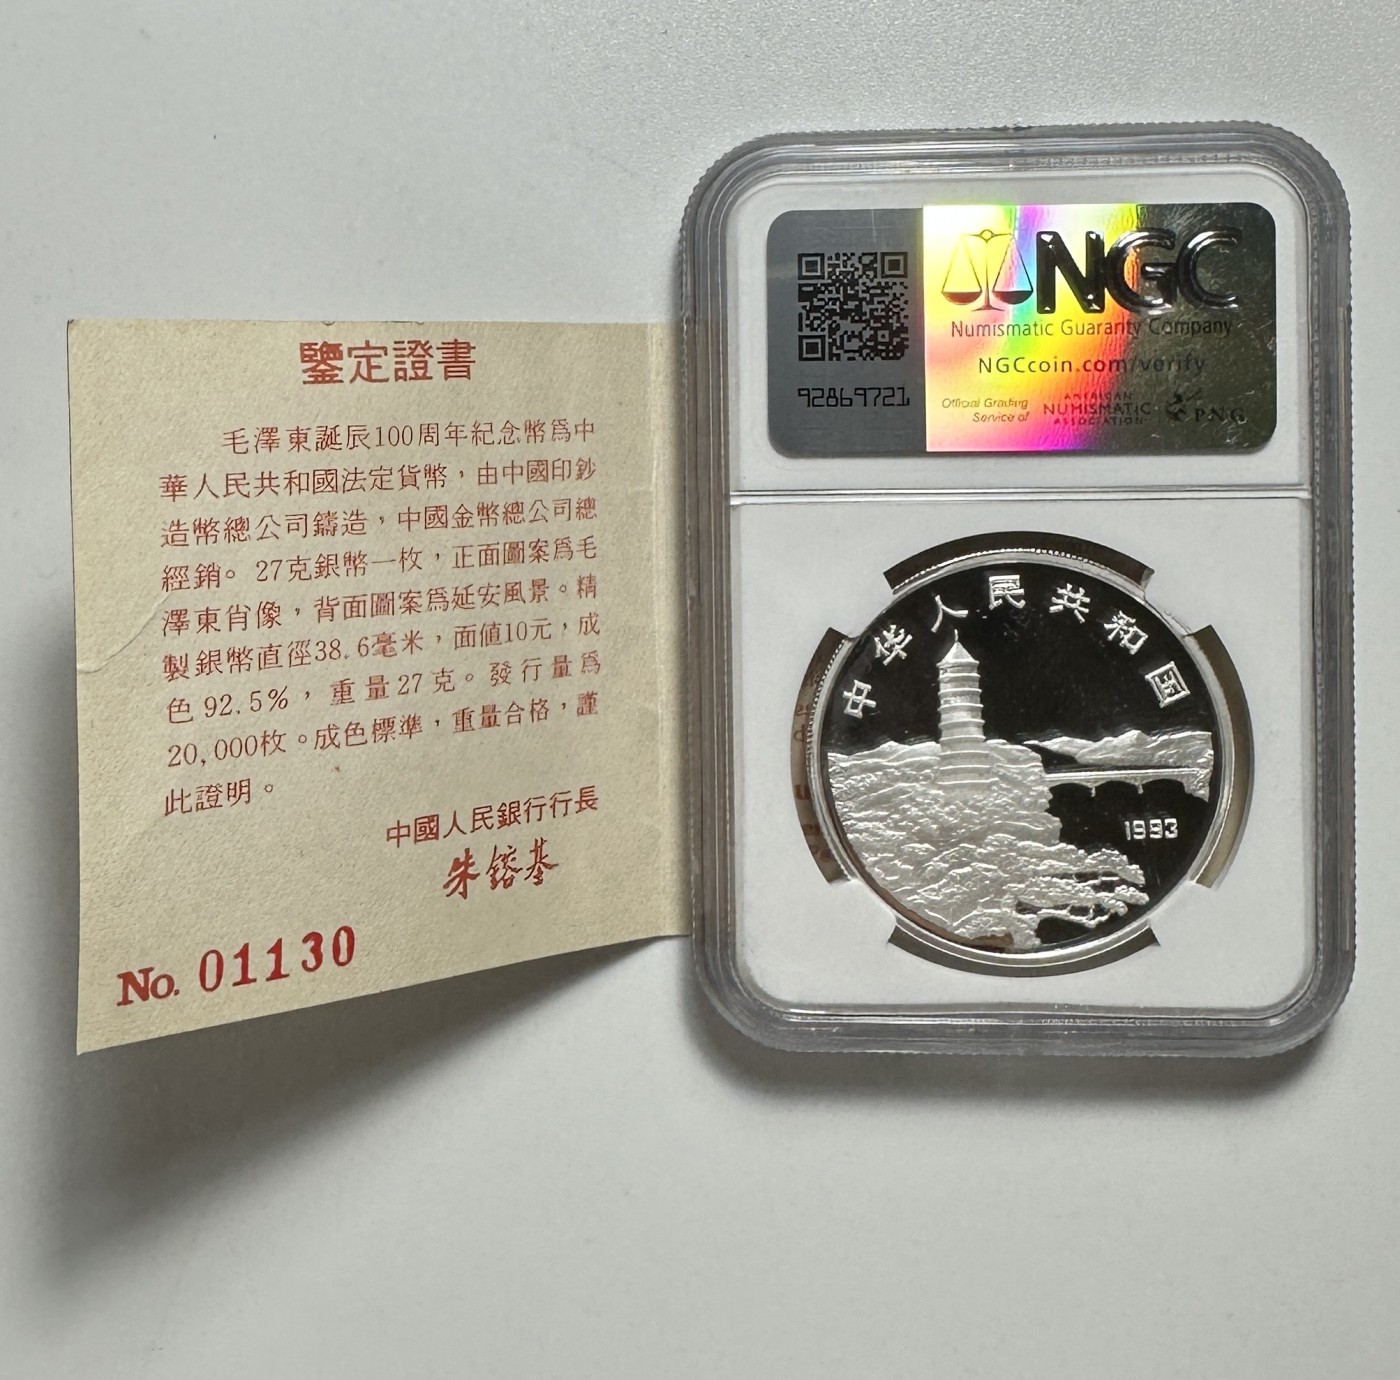 鑒定證書
毛澤東誕辰100周年紀念幣爲中
華人民共和國法定貨幣，由中國印鈔
造幣總公司鑄造，中國金幣總公司總
經銷。27克銀幣一枚，正面圖案爲毛
澤東肖像，背面圖案爲延安風景。精
製銀幣直徑38.6毫米，面值10元，成
色92.5%，重量27克。發行量爲
20,000枚。成色標準，重量合格，謹
此證明。
中國人民銀行行長
朱鎔基
No. 01130
NGC
Numismatic Guaranty Company
NGCcoin.com/verify
Official Grading
Service of
AMERICAN
NUMISMATIC
ASSOCIATION
PNG
92869721
中华人民共和国
1993